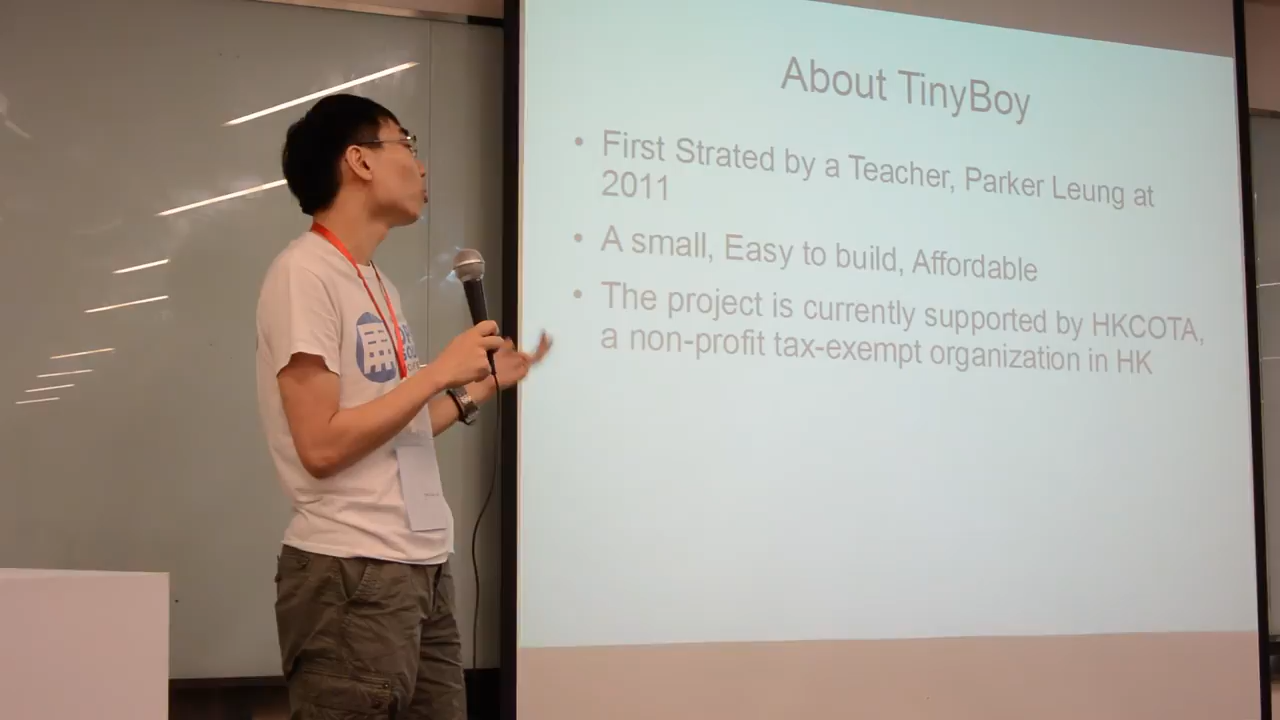 About TinyBoy
• First Strated by a Teacher, Parker Leung at
2011
• A small, Easy to build, Affordable
• The project is currently supported by HKCOTA,
a non-profit tax-exempt organization in HK
開